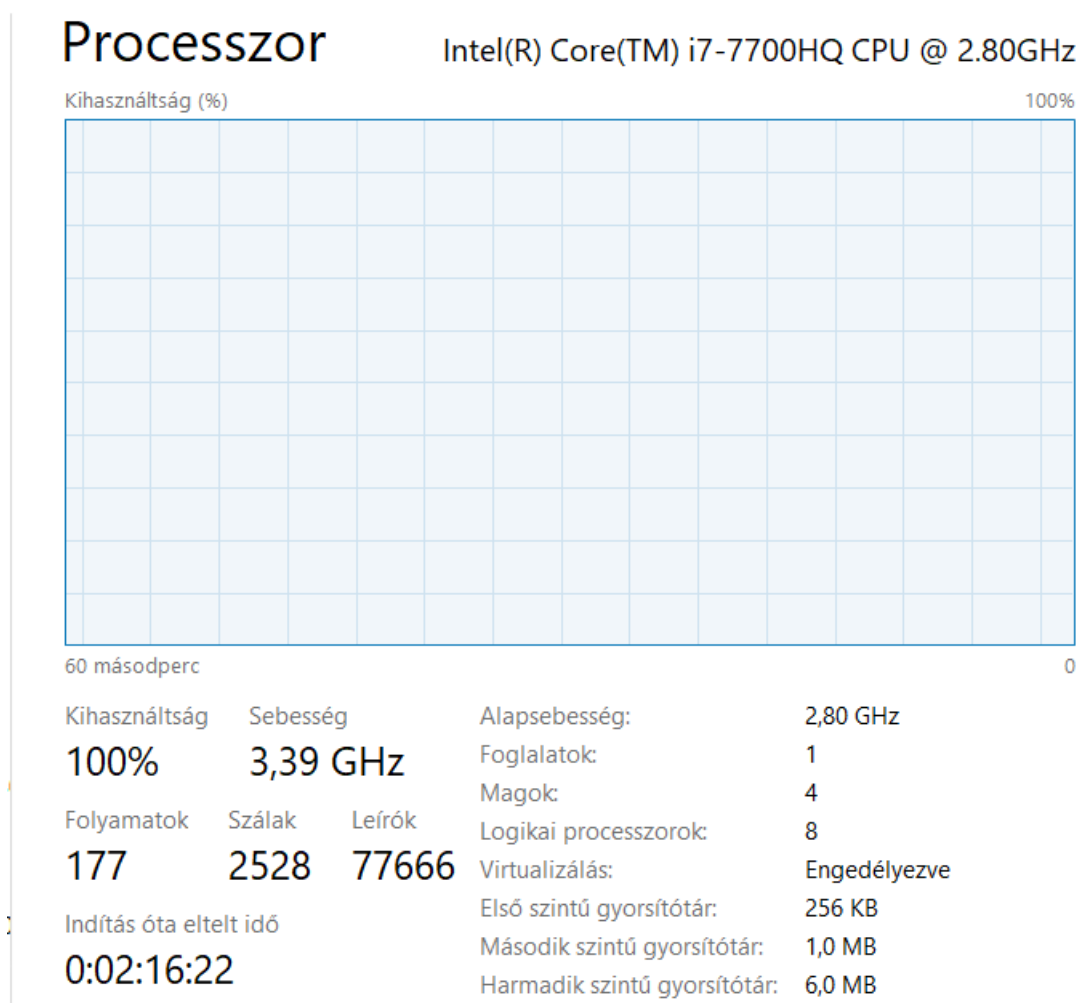 Processzor
Intel(R) Core(TM) i7-7700HQ CPU @ 2.80GHz
Kihasználtság (%)
100%
60 másodperc
0
Kihasználtság
Sebesség
100%
3,39 GHz
Folyamatok
Szálak
Leírók
177
2528
77666
Indítás óta eltelt idő
0:02:16:22
Alapsebesség: 2,80 GHz
Foglalatok: 1
Magok: 4
Logikai processzorok: 8
Virtualizálás: Engedélyezve
Első szintű gyorsítótár: 256 KB
Második szintű gyorsítótár: 1,0 MB
Harmadik szintű gyorsítótár: 6,0 MB